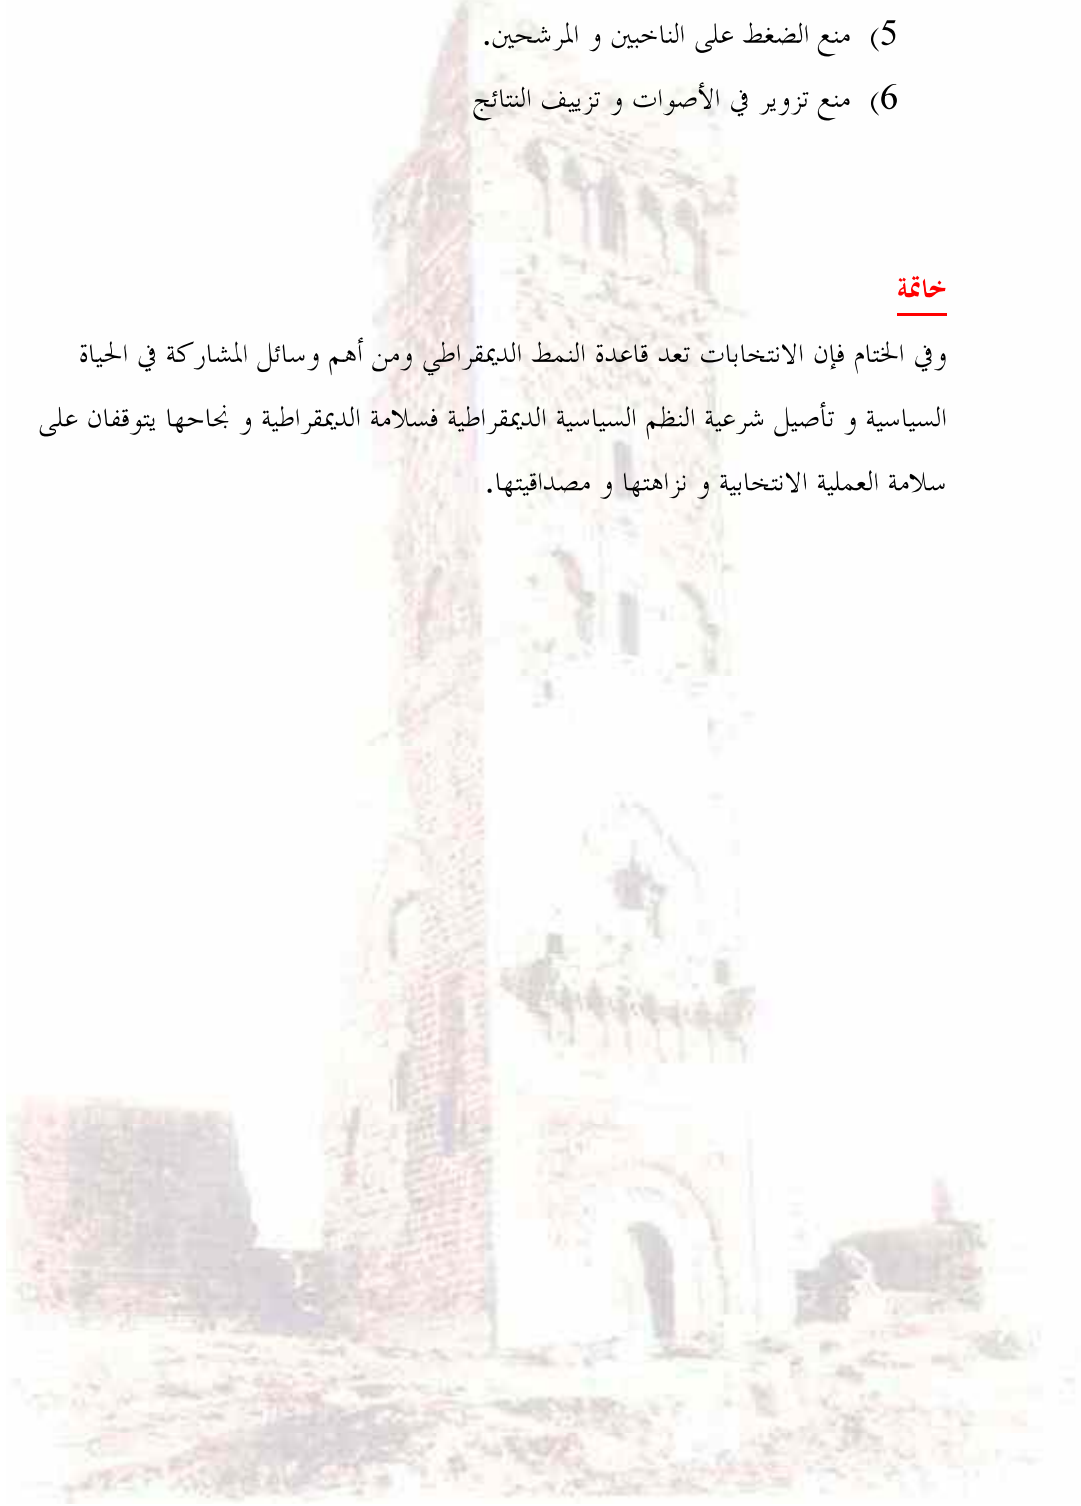 5) منع الضغط على الناخبين و المرشحين.
6) منع تزوير في الأصوات و تزييف النتائج
خاتمة
وفي الختام فإن الانتخابات تعد قاعدة النمط الديمقراطي ومن أهم وسائل المشاركة في الحياة
السياسية و تأصيل شرعية النظم السياسية الديمقراطية فسلامة الديمقراطية و نجاحها يتوقفان على
سلامة العملية الانتخابية و نزاهتها و مصداقيتها.